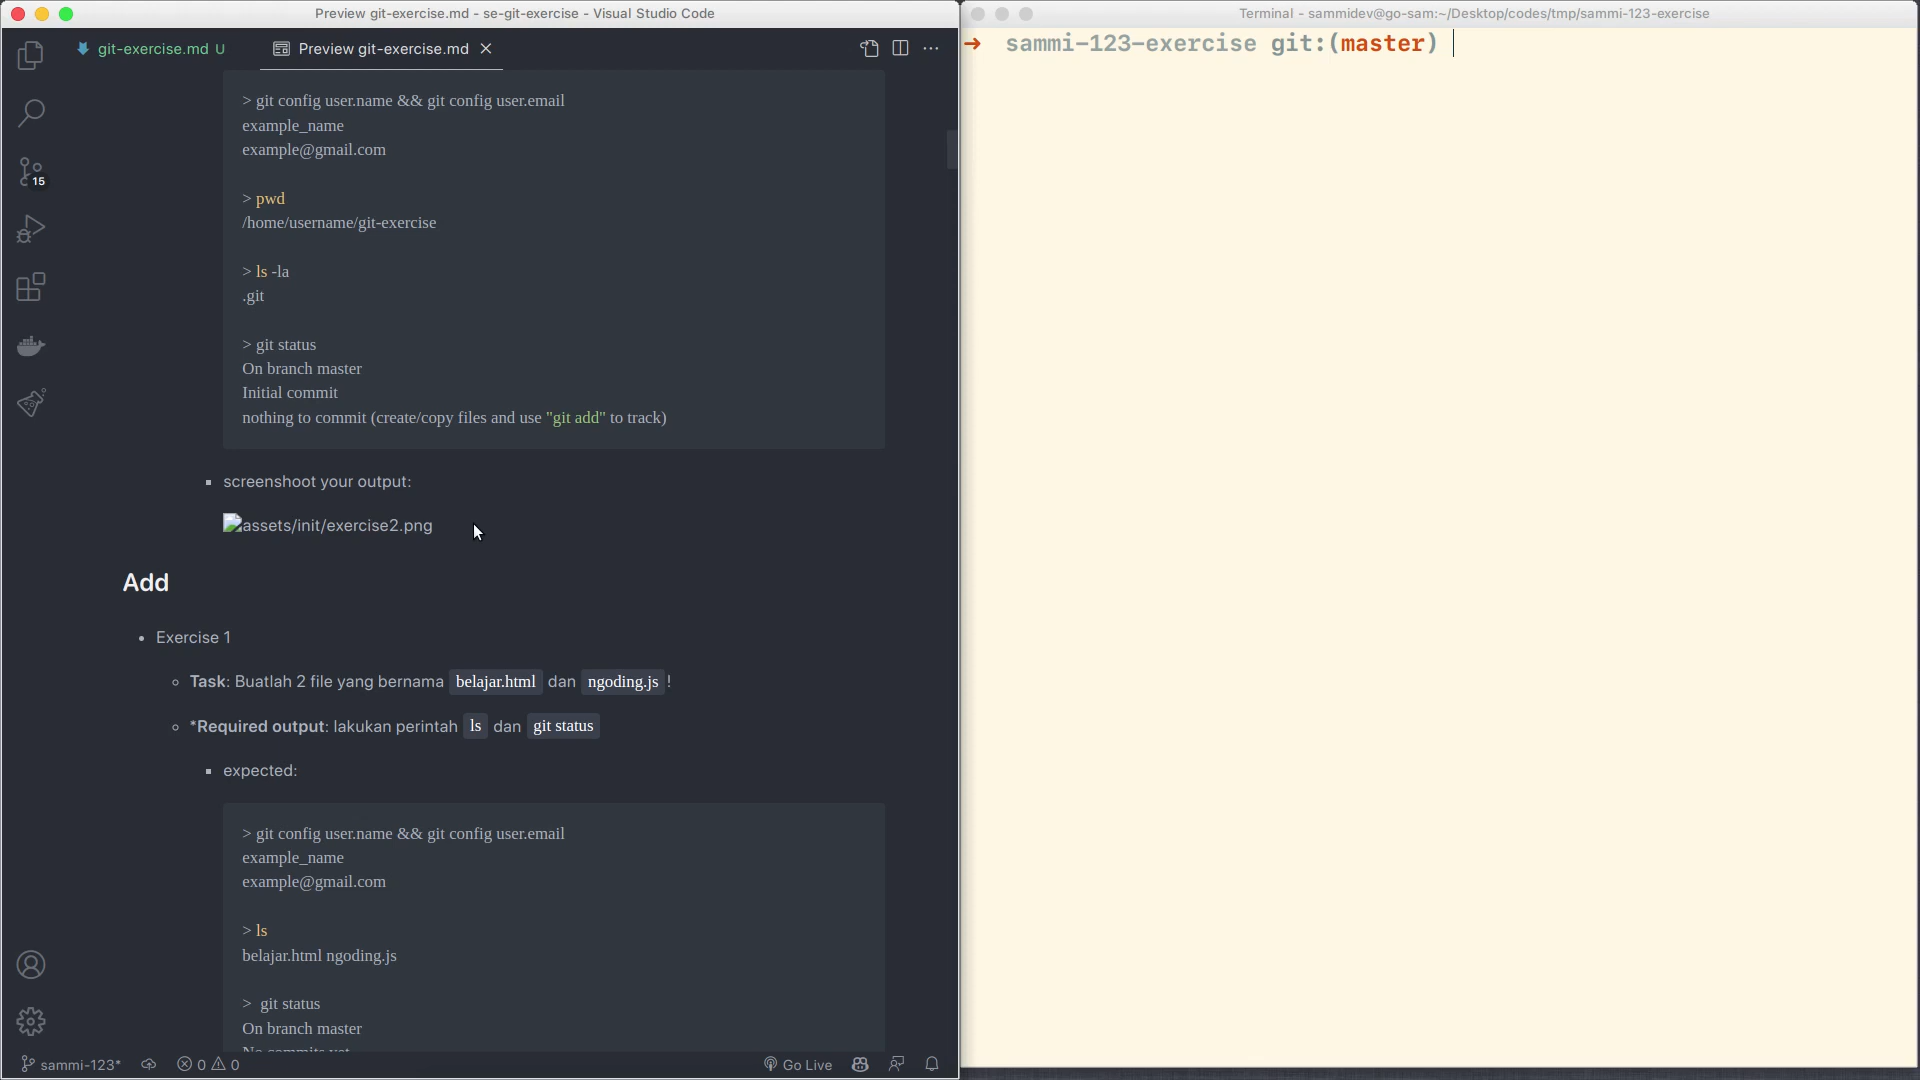 Preview git-exercise.md - se-git-exercise - Visual Studio Code
git-exercise.md U
Preview git-exercise.md
15
> git config user.name && git config user.email
example_name
example@gmail.com
> pwd
/home/username/git-exercise
> ls -la
.git
> git status
On branch master
Initial commit
nothing to commit (create/copy files and use "git add" to track)
screenshoot your output:
assets/init/exercise2.png
Add
Exercise 1
Task: Buatlah 2 file yang bernama belajar.html dan ngoding.js !
*Required output: lakukan perintah ls dan git status
expected:
> git config user.name && git config user.email
example_name
example@gmail.com
> ls
belajar.html ngoding.js
> git status
On branch master
No commits yet
sammi-123*
0 0
Go Live
Terminal - sammidev@go-sam:~/Desktop/codes/tmp/sammi-123-exercise
➜ sammi-123-exercise git:(master)